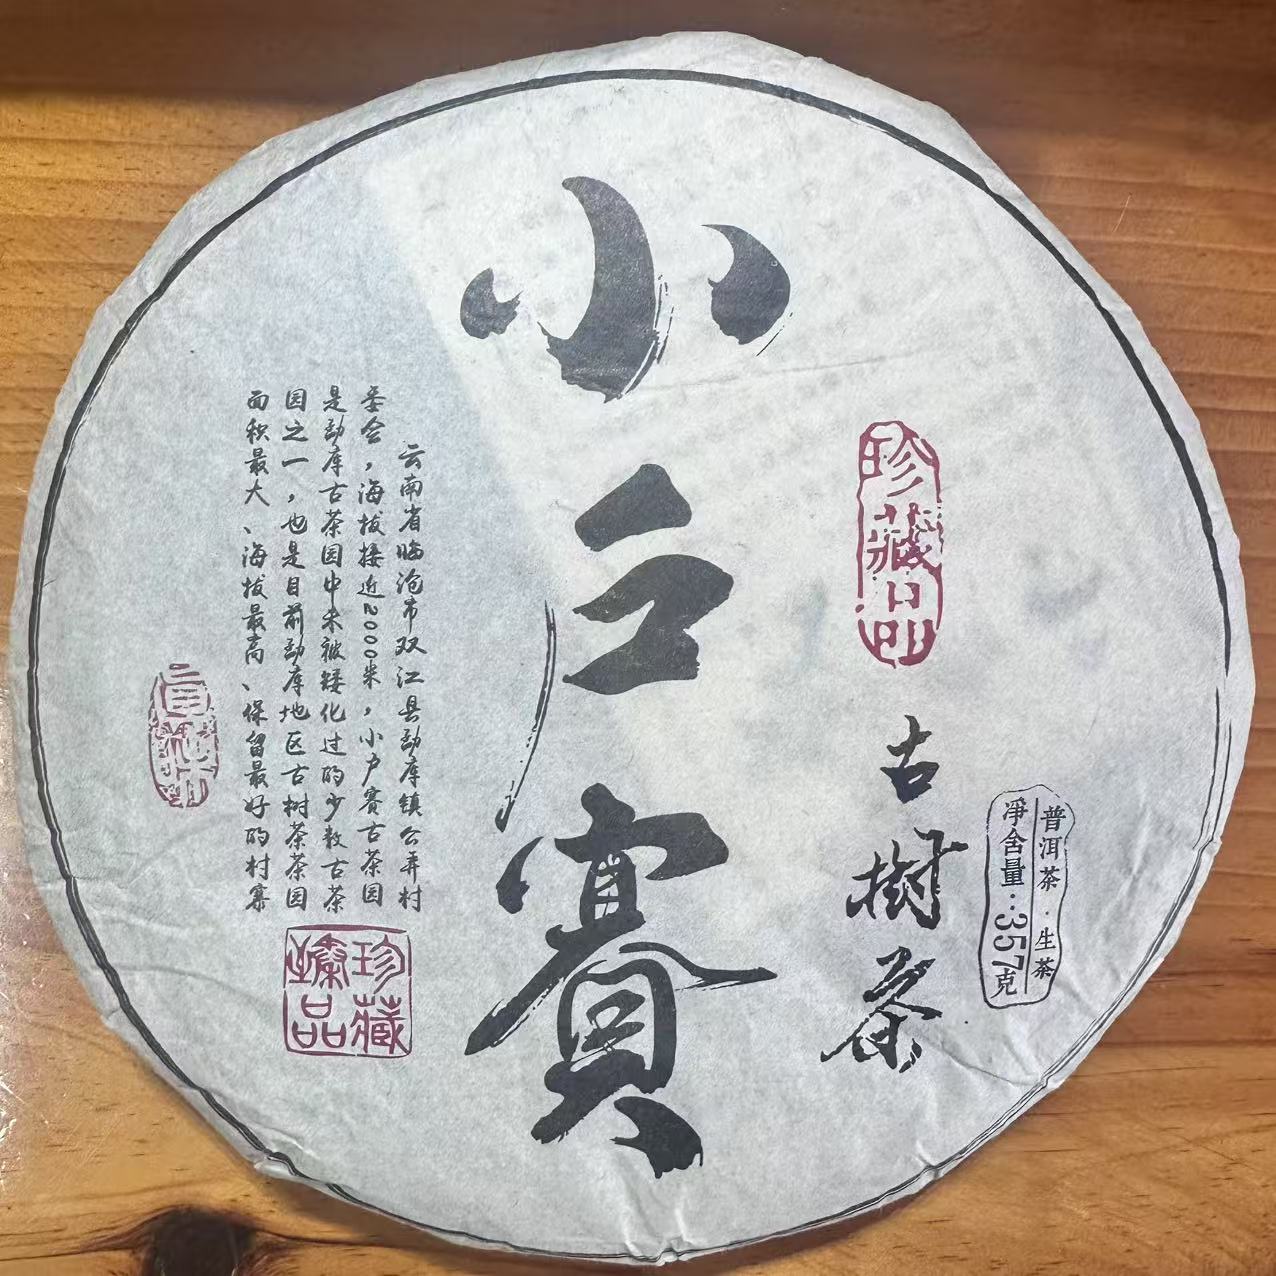 珍藏品
古樹茶
普洱茶·生茶
淨含量:357克
小户賽
云南省临沧市双江县勐库镇公弄村
委会，海拔接近2000米，小户赛古茶园
是勐库古茶园中未被矮化过的少数古茶
园之一，也是目前勐库地区古树茶茶园
面积最大、海拔最高、保留最好的村寨
珍藏
臻品